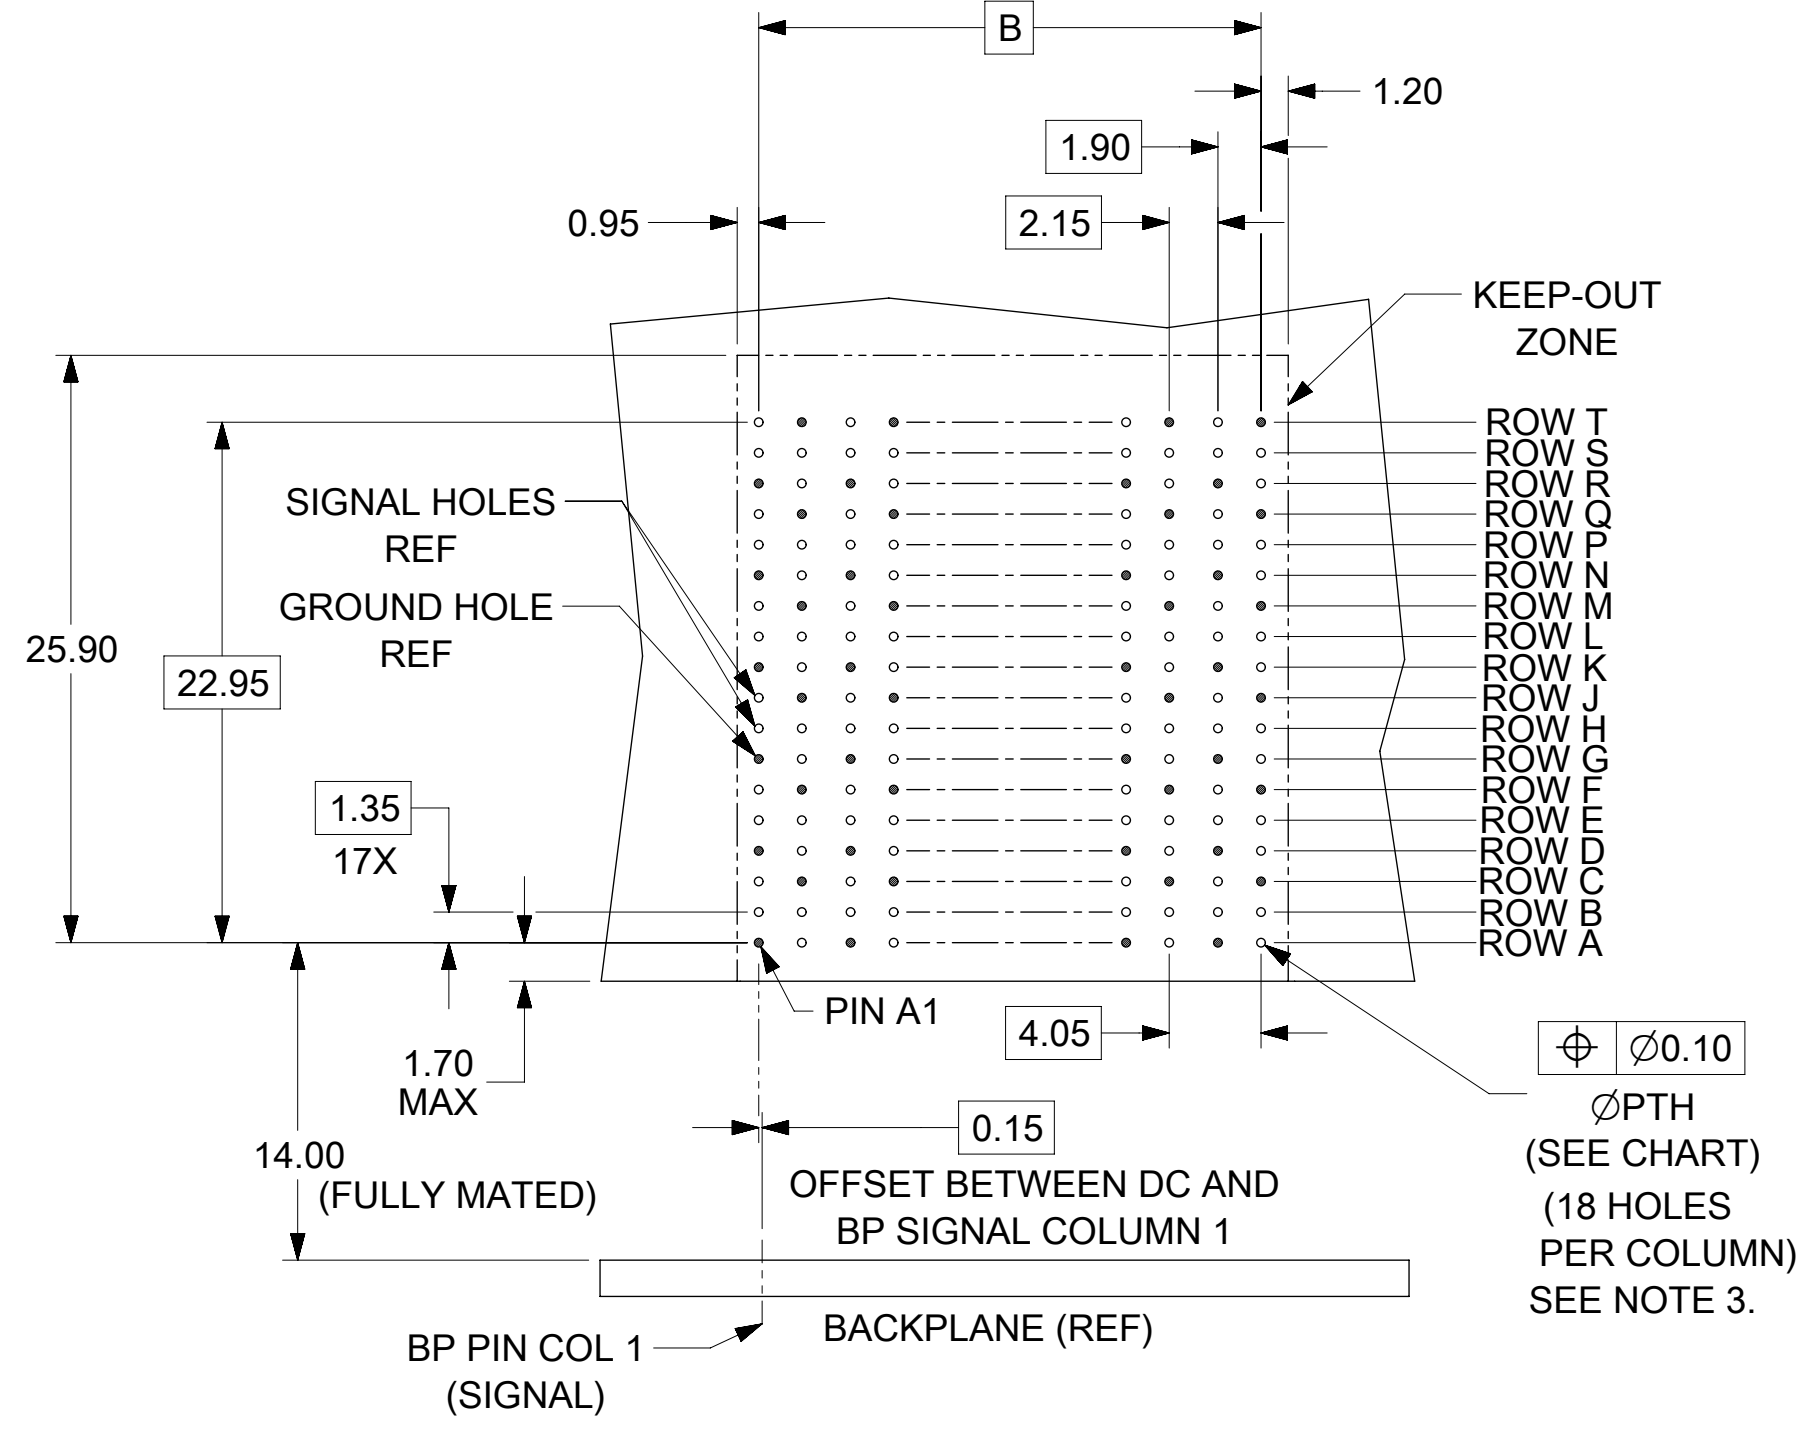 B
1.20
1.90
0.95
2.15
KEEP-OUT
ZONE
ROW T
ROW S
ROW R
ROW Q
ROW P
ROW N
ROW M
ROW L
ROW K
ROW J
ROW H
ROW G
ROW F
ROW E
ROW D
ROW C
ROW B
ROW A
SIGNAL HOLES
REF
GROUND HOLE
REF
25.90
22.95
1.35
17X
PIN A1
4.05
1.70
MAX
⌖ ∅0.10
∅PTH
(SEE CHART)
(18 HOLES
PER COLUMN)
SEE NOTE 3.
0.15
14.00
(FULLY MATED)
OFFSET BETWEEN DC AND
BP SIGNAL COLUMN 1
BACKPLANE (REF)
BP PIN COL 1
(SIGNAL)